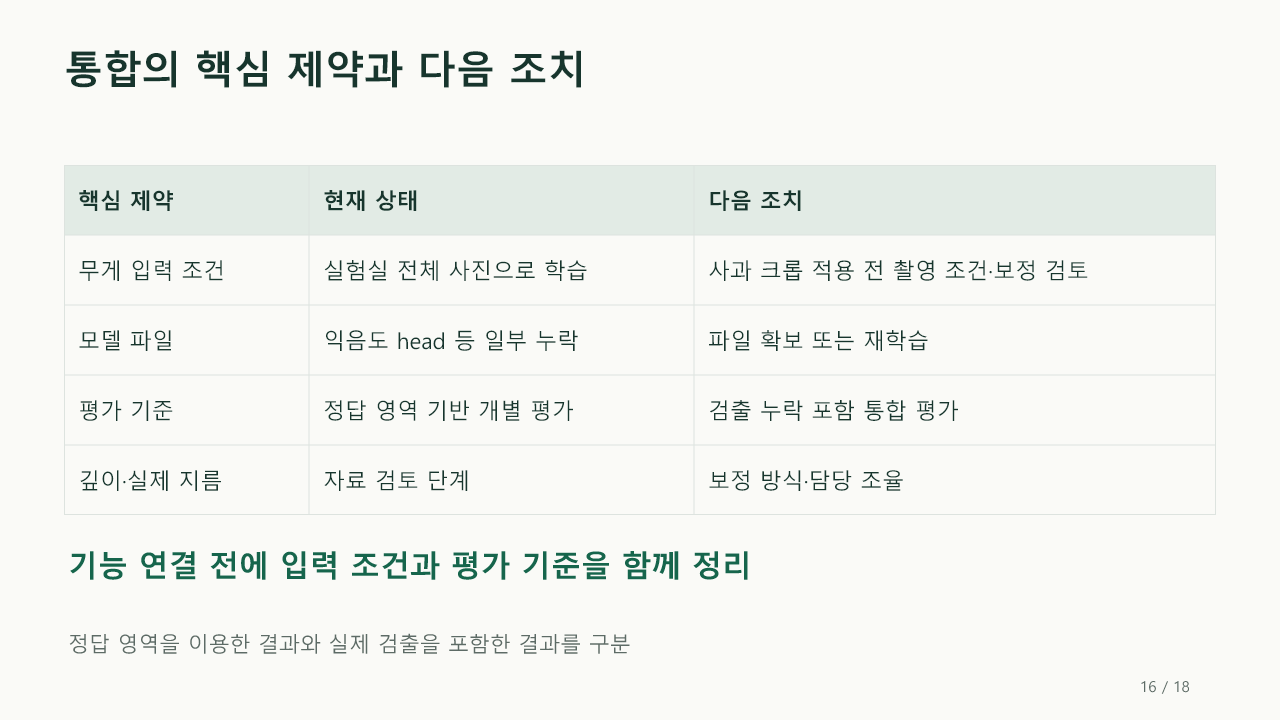 통합의 핵심 제약과 다음 조치
핵심 제약 현재 상태 다음 조치
무게 입력 조건 실험실 전체 사진으로 학습 사과 크롭 적용 전 촬영 조건·보정 검토
모델 파일 익음도 head 등 일부 누락 파일 확보 또는 재학습
평가 기준 정답 영역 기반 개별 평가 검출 누락 포함 통합 평가
깊이·실제 지름 자료 검토 단계 보정 방식·담당 조율
기능 연결 전에 입력 조건과 평가 기준을 함께 정리
정답 영역을 이용한 결과와 실제 검출을 포함한 결과를 구분
16 / 18